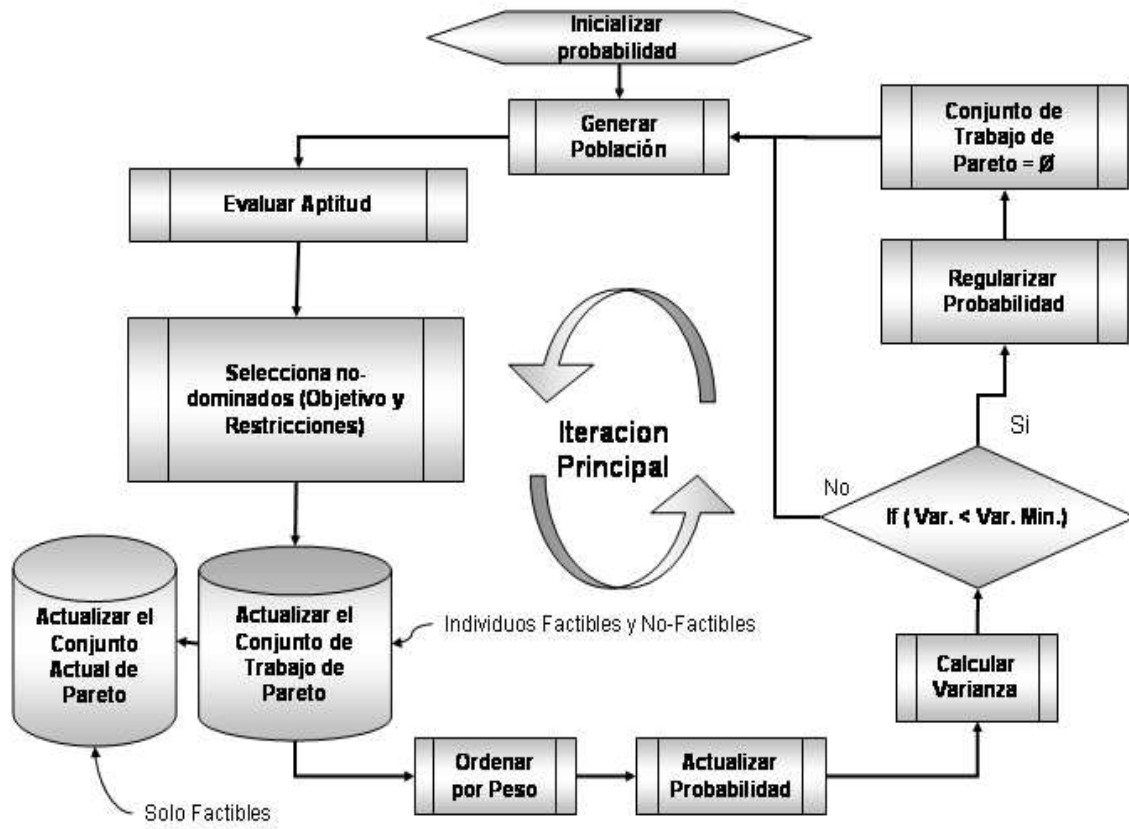 Inicializar
probabilidad
Generar
Población
Conjunto de
Trabajo de
Pareto = Ø
Evaluar Aptitud
Regularizar
Probabilidad
Selecciona no-
dominados (Objetivo y
Restricciones)
Iteracion
Principal
Si
No
If ( Var. < Var. Min.)
Actualizar el
Conjunto
Actual de
Pareto
Actualizar el
Conjunto de
Trabajo de
Pareto
Individuos Factibles y No-Factibles
Calcular
Varianza
Ordenar
por Peso
Actualizar
Probabilidad
Solo Factibles